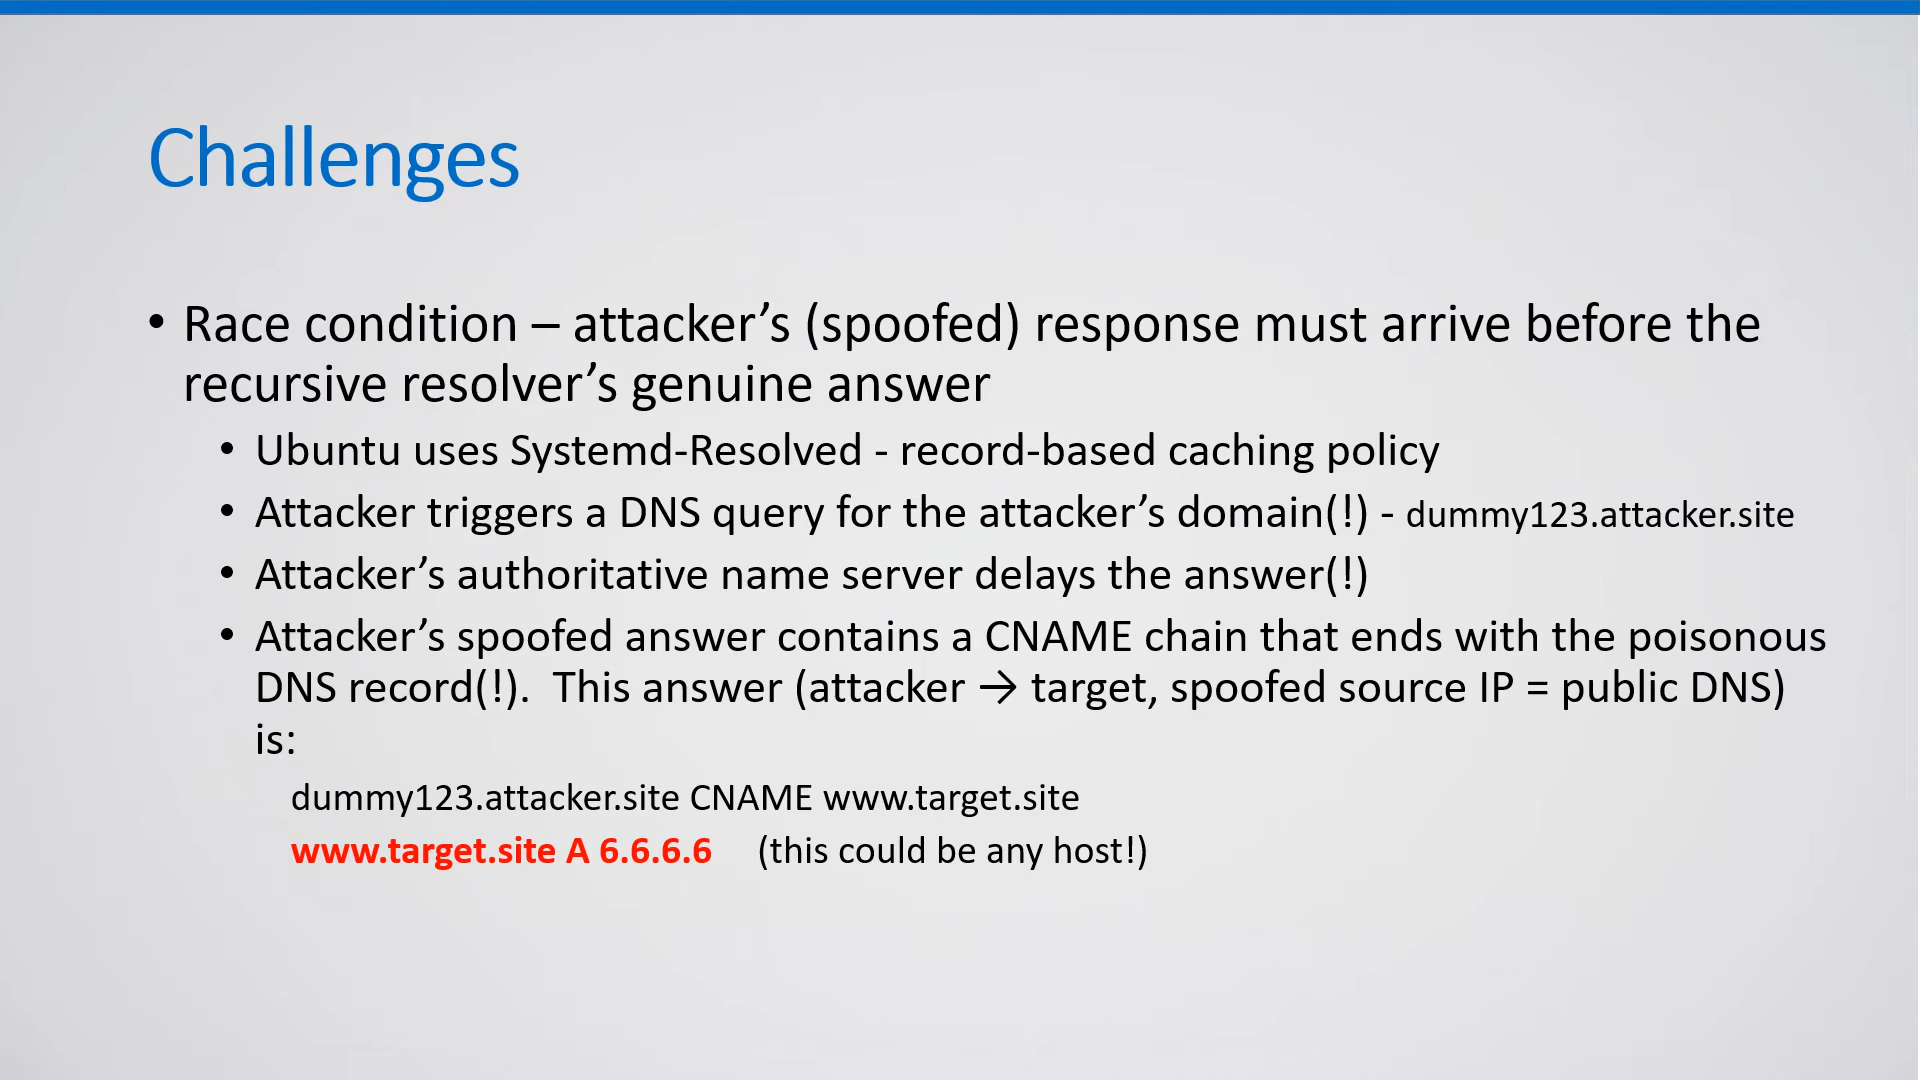 Challenges
• Race condition – attacker’s (spoofed) response must arrive before the
recursive resolver’s genuine answer
• Ubuntu uses Systemd-Resolved - record-based caching policy
• Attacker triggers a DNS query for the attacker’s domain(!) - dummy123.attacker.site
• Attacker’s authoritative name server delays the answer(!)
• Attacker’s spoofed answer contains a CNAME chain that ends with the poisonous
DNS record(!).  This answer (attacker → target, spoofed source IP = public DNS)
is:
dummy123.attacker.site CNAME www.target.site
www.target.site A 6.6.6.6    (this could be any host!)